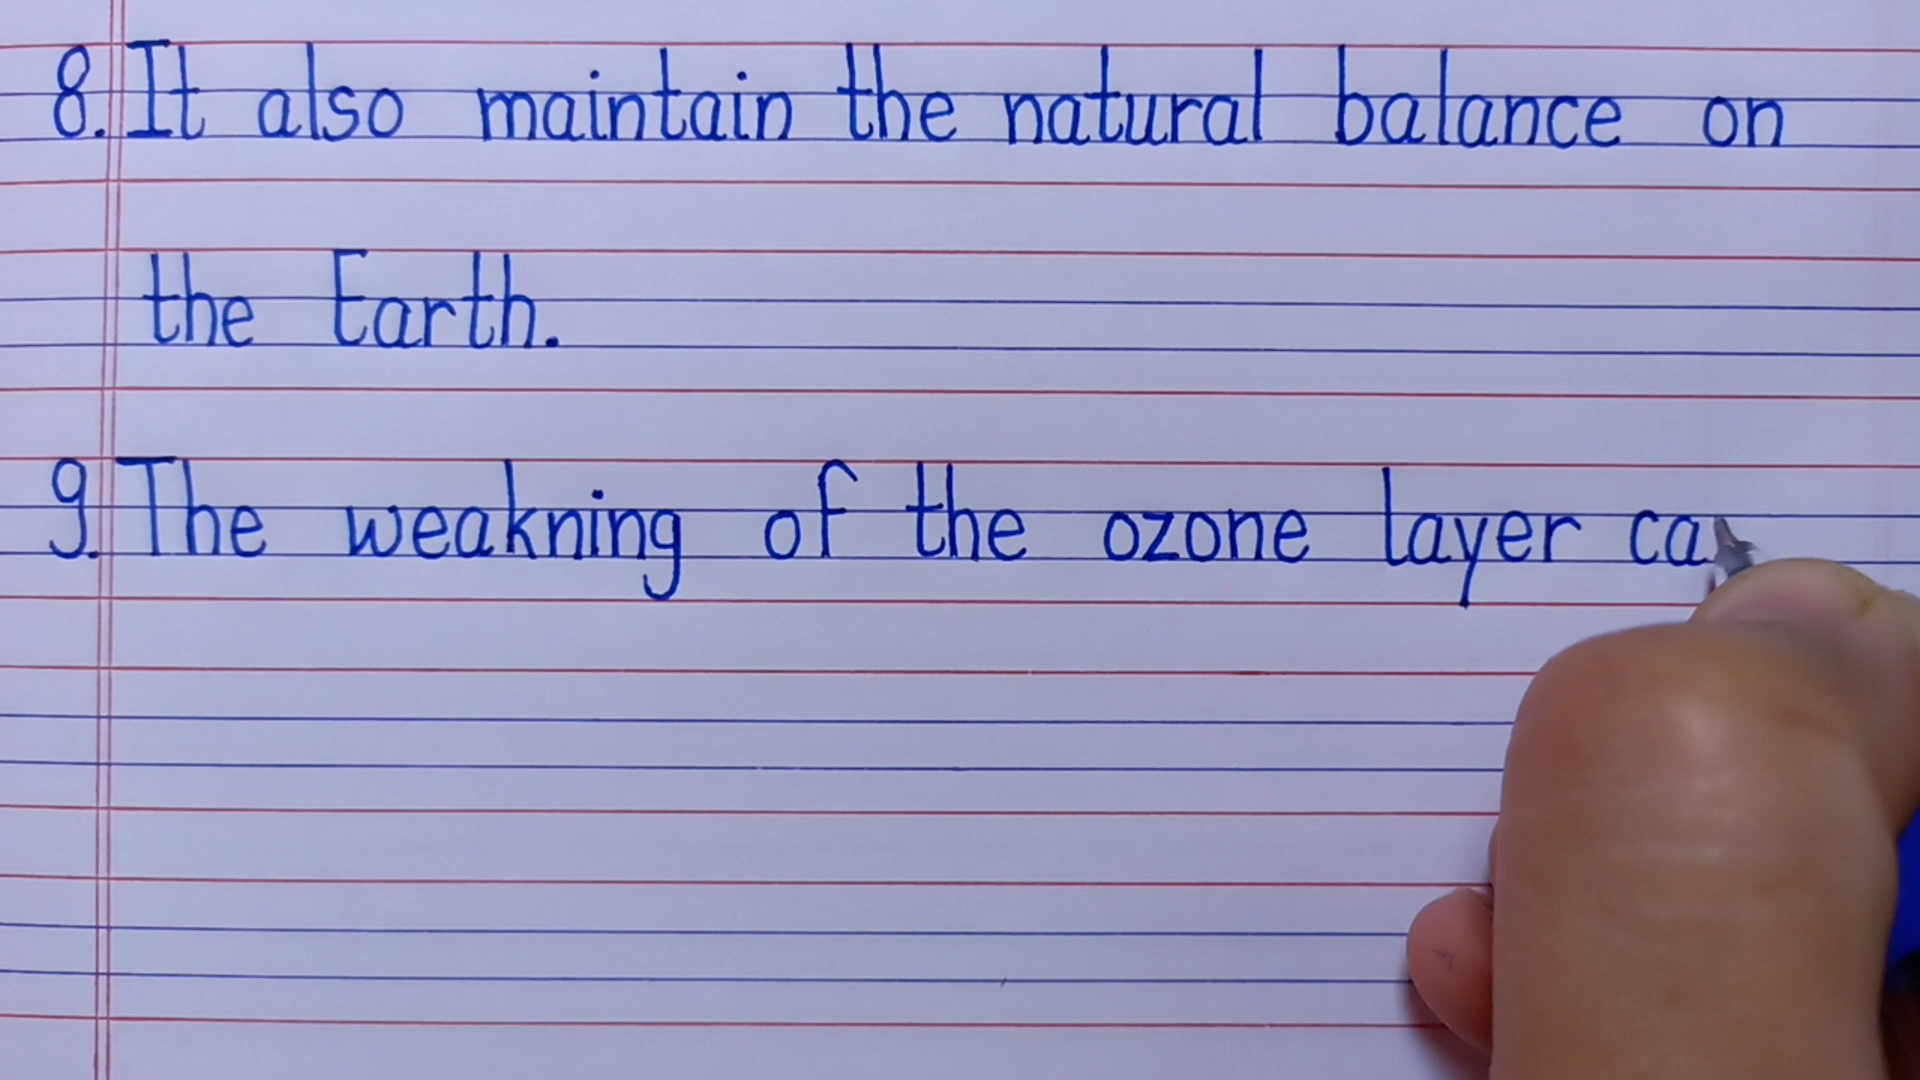 8. It also maintain the natural balance on
the Earth.
9. The weakning of the ozone layer ca